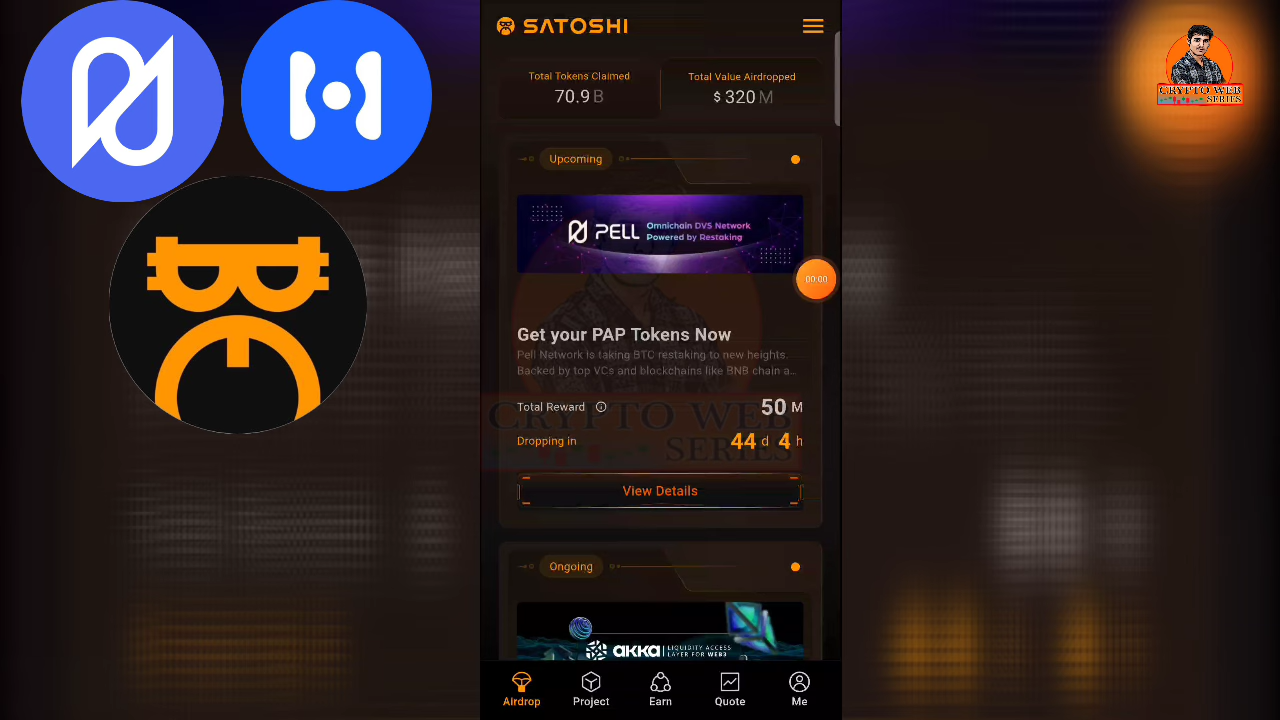 SATOSHI
Total Tokens Claimed
70.9 B
Total Value Airdropped
$ 320 M
CRYPTO WEB
SERIES
Upcoming
PELL
Omnichain DVS Network
Powered by Restaking
00:00
Get your PAP Tokens Now
Pell Network is taking BTC restaking to new heights.
Backed by top VCs and blockchains like BNB chain a...
Total Reward
50 M
CRYPTO WEB
SERIES
Dropping in
44 d 4 h
View Details
Ongoing
akka
LIQUIDITY ACCESS
LAYER FOR WEB3
Airdrop
Project
Earn
Quote
Me